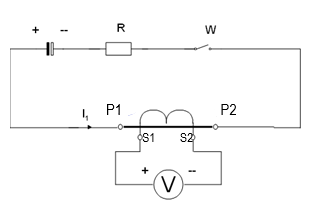 + -- R W
I₁ P1 P2
S1 S2
+ --
V